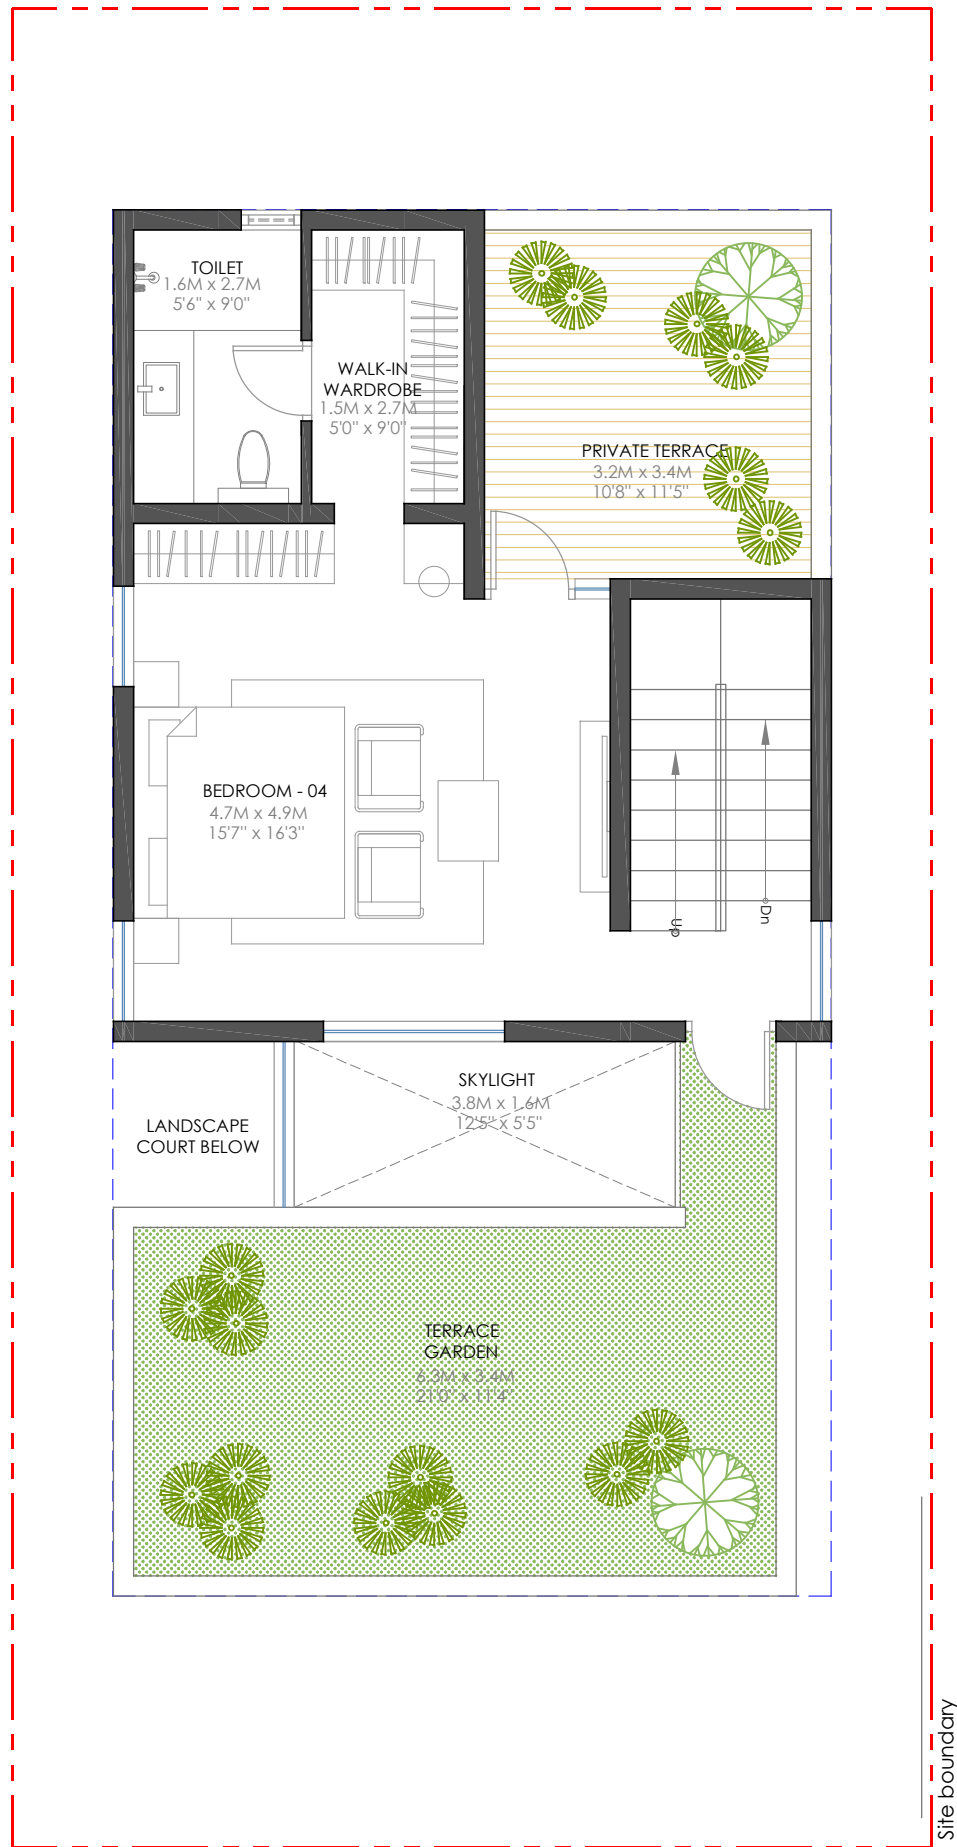 TOILET
1.6M x 2.7M
5'6" x 9'0"
WALK-IN
WARDROBE
1.5M x 2.7M
5'0" x 9'0"
PRIVATE TERRACE
3.2M x 3.4M
10'8" x 11'5"
BEDROOM - 04
4.7M x 4.9M
15'7" x 16'3"
Up
Dn
SKYLIGHT
3.8M x 1.6M
12'5" x 5'5"
LANDSCAPE
COURT BELOW
TERRACE
GARDEN
6.3M x 3.4M
21'0" x 11'4"
Site boundary